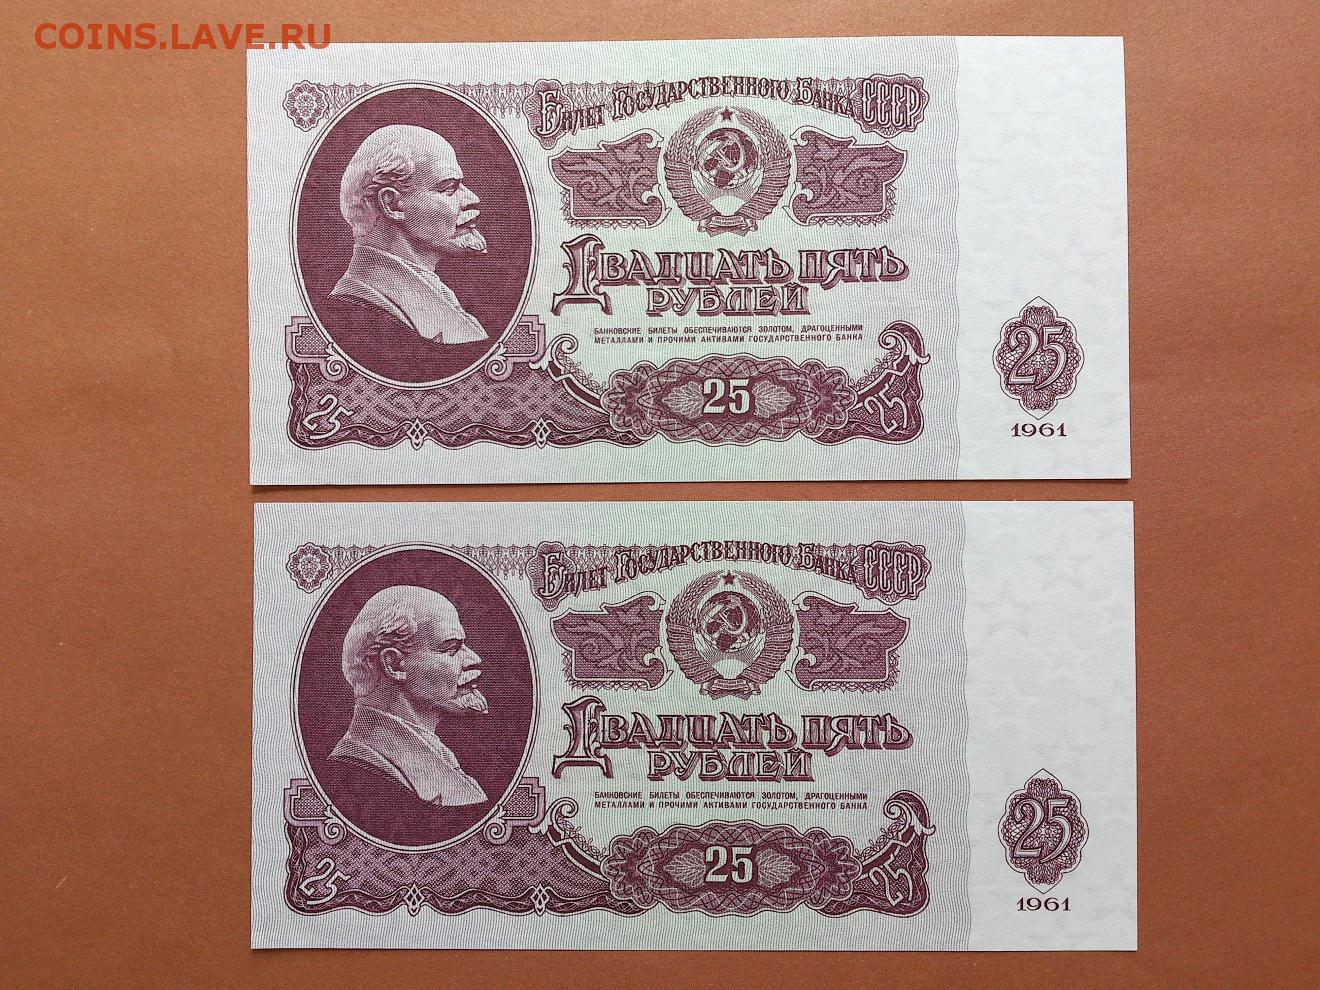 COINS.LAVE.RU
Билет Государственного Банка СССР
Двадцать пять
рублей
БАНКОВСКИЕ БИЛЕТЫ ОБЕСПЕЧИВАЮТСЯ ЗОЛОТОМ, ДРАГОЦЕННЫМИ
МЕТАЛЛАМИ И ПРОЧИМИ АКТИВАМИ ГОСУДАРСТВЕННОГО БАНКА
25
25 25 25
1961
Билет Государственного Банка СССР
Двадцать пять
рублей
БАНКОВСКИЕ БИЛЕТЫ ОБЕСПЕЧИВАЮТСЯ ЗОЛОТОМ, ДРАГОЦЕННЫМИ
МЕТАЛЛАМИ И ПРОЧИМИ АКТИВАМИ ГОСУДАРСТВЕННОГО БАНКА
25
25 25 25
1961